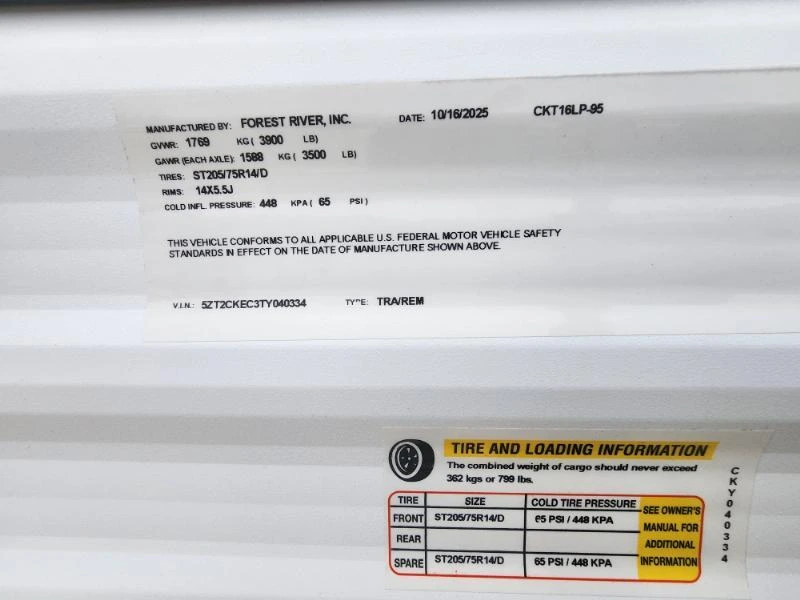 MANUFACTURED BY: FOREST RIVER, INC. DATE: 10/16/2025 CKT16LP-95
GVWR: 1769 KG ( 3900 LB)
GAWR (EACH AXLE): 1588 KG ( 3500 LB)
TIRES: ST205/75R14/D
RIMS: 14X5.5J
COLD INFL. PRESSURE: 448 KPA ( 65 PSI )
THIS VEHICLE CONFORMS TO ALL APPLICABLE U.S. FEDERAL MOTOR VEHICLE SAFETY
STANDARDS IN EFFECT ON THE DATE OF MANUFACTURE SHOWN ABOVE.
V.I.N.: 5ZT2CKEC3TY040334 TYPE: TRA/REM
TIRE AND LOADING INFORMATION
The combined weight of cargo should never exceed
362 kgs or 799 lbs.
TIRE SIZE COLD TIRE PRESSURE
FRONT ST205/75R14/D 65 PSI / 448 KPA
REAR
SPARE ST205/75R14/D 65 PSI / 448 KPA
SEE OWNER'S
MANUAL FOR
ADDITIONAL
INFORMATION
CKY040334